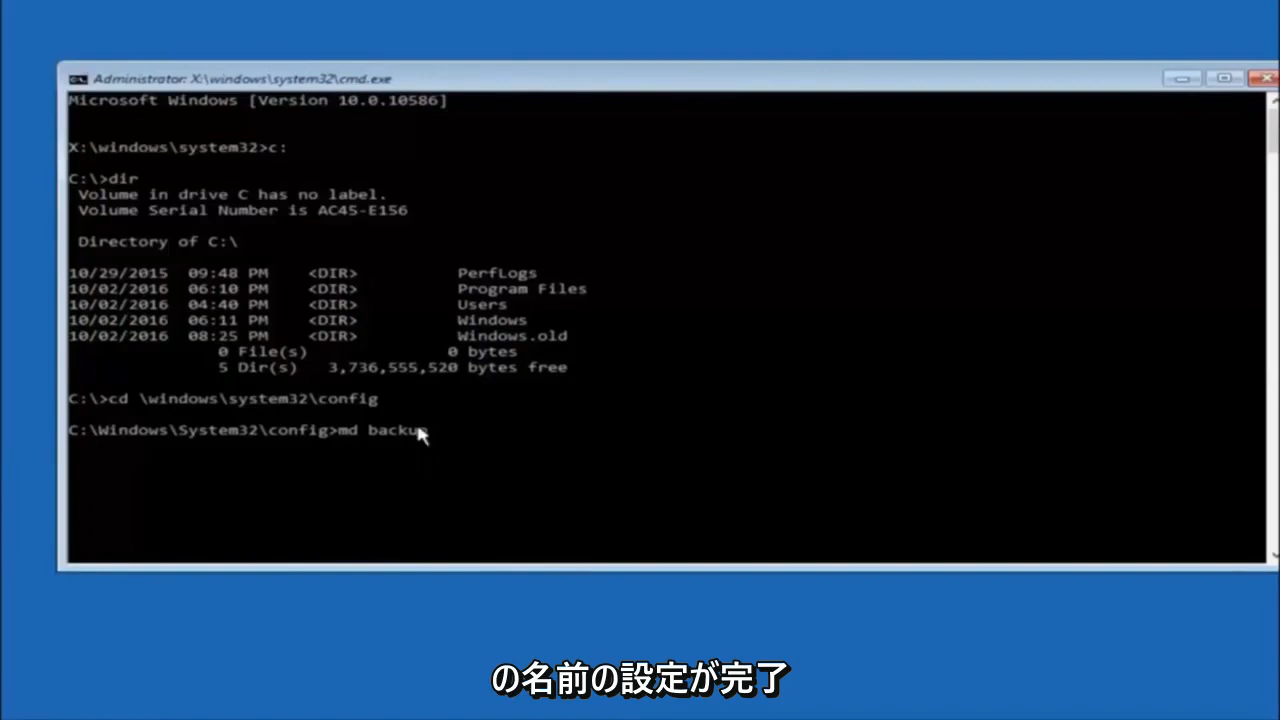 Administrator: X:\windows\system32\cmd.exe
Microsoft Windows [Version 10.0.10586]
X:\windows\system32>c:
C:\>dir
Volume in drive C has no label.
Volume Serial Number is AC45-E156
Directory of C:\
10/29/2015 09:48 PM <DIR> PerfLogs
10/02/2016 06:10 PM <DIR> Program Files
10/02/2016 04:40 PM <DIR> Users
10/02/2016 06:11 PM <DIR> Windows
10/02/2016 08:25 PM <DIR> Windows.old
0 File(s) 0 bytes
5 Dir(s) 3,736,555,520 bytes free
C:\>cd \windows\system32\config
C:\Windows\System32\config>md backup
の名前の設定が完了